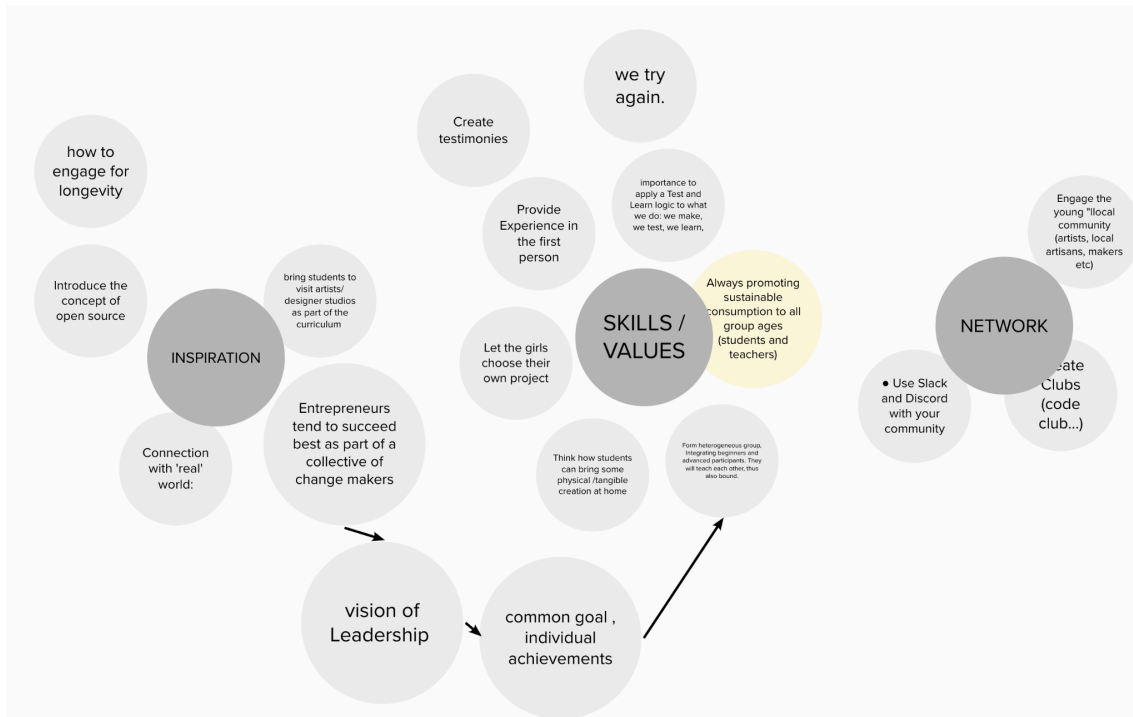 how to
engage for
longevity
Introduce the
concept of
open source
INSPIRATION
bring students to
visit artists/
designer studios
as part of the
curriculum
Connection
with 'real'
world:
Entrepreneurs
tend to succeed
best as part of a
collective of
change makers
vision of
Leadership
common goal ,
individual
achievements
Create
testimonies
we try
again.
Provide
Experience in
the first
person
importance to
apply a Test and
Learn logic to what
we do: we make,
we test, we learn,
SKILLS /
VALUES
Always promoting
sustainable
consumption to all
group ages
(students and
teachers)
Let the girls
choose their
own project
Think how students
can bring some
physical /tangible
creation at home
Form heterogeneous group,
Integrating beginners and
advanced participants. They
will teach each other, thus
also bound.
Engage the
young "llocal
community
(artists, local
artisans, makers
etc)
NETWORK
● Use Slack
and Discord
with your
community
eate
Clubs
(code
club...)